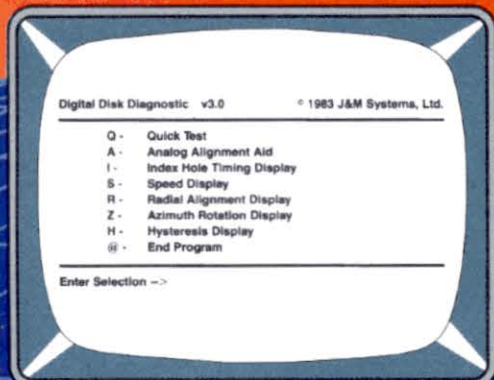 Digital Disk Diagnostic v3.0 © 1983 J&M Systems, Ltd.
Q - Quick Test
A - Analog Alignment Aid
I - Index Hole Timing Display
S - Speed Display
R - Radial Alignment Display
Z - Azimuth Rotation Display
H - Hysteresis Display
@ - End Program
Enter Selection -->